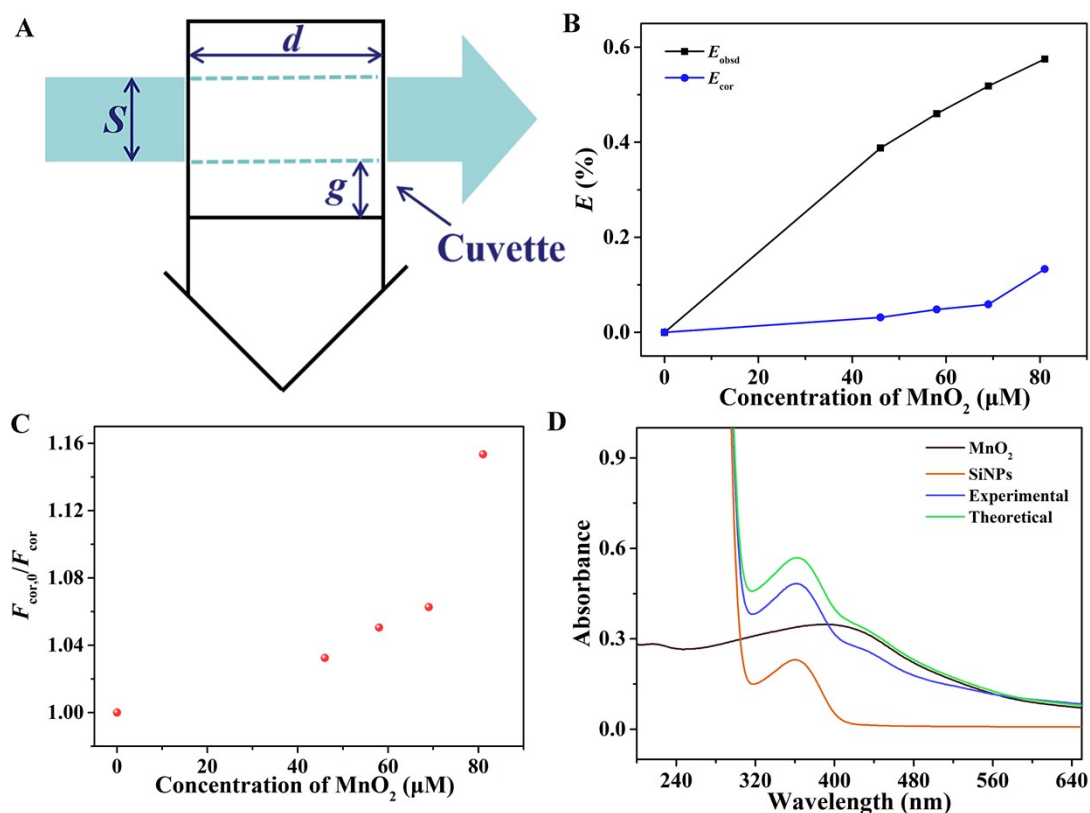 A
d
S
g
Cuvette
B
E_obsd
E_cor
E (%)
0.6
0.4
0.2
0.0
0 20 40 60 80
Concentration of MnO₂ (μM)
C
F_cor,0/F_cor
1.16
1.12
1.08
1.04
1.00
0 20 40 60 80
Concentration of MnO₂ (μM)
D
MnO₂
SiNPs
Experimental
Theoretical
Absorbance
0.9
0.6
0.3
0.0
240 320 400 480 560 640
Wavelength (nm)